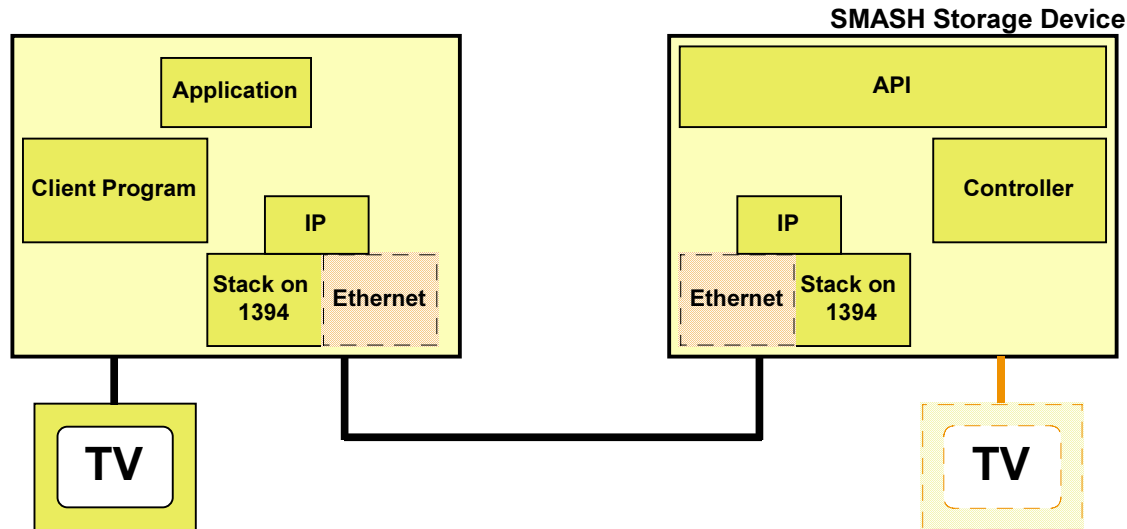 SMASH Storage Device
Application
Client Program
IP
Stack on
1394
Ethernet
TV
API
Controller
IP
Ethernet
Stack on
1394
TV